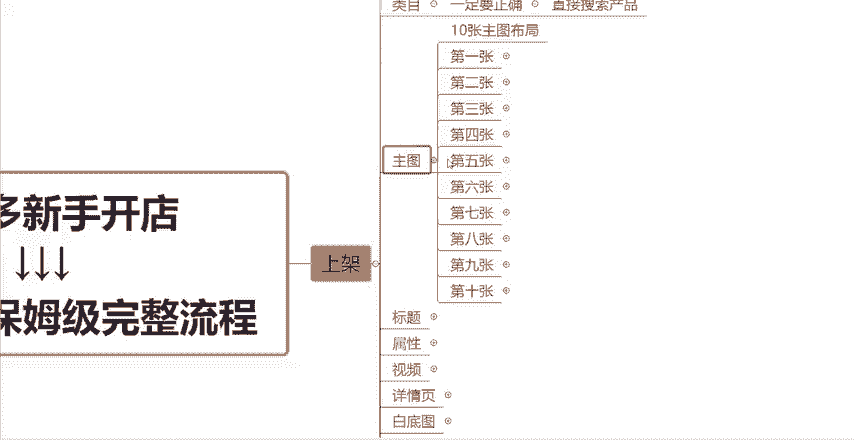 类目 一定要正确 直接搜索产品
10张主图布局
第一张
第二张
第三张
第四张
主图 第五张
第六张
第七张
第八张
第九张
第十张
多新手开店
↓↓↓
保姆级完整流程
上架
标题
属性
视频
详情页
白底图